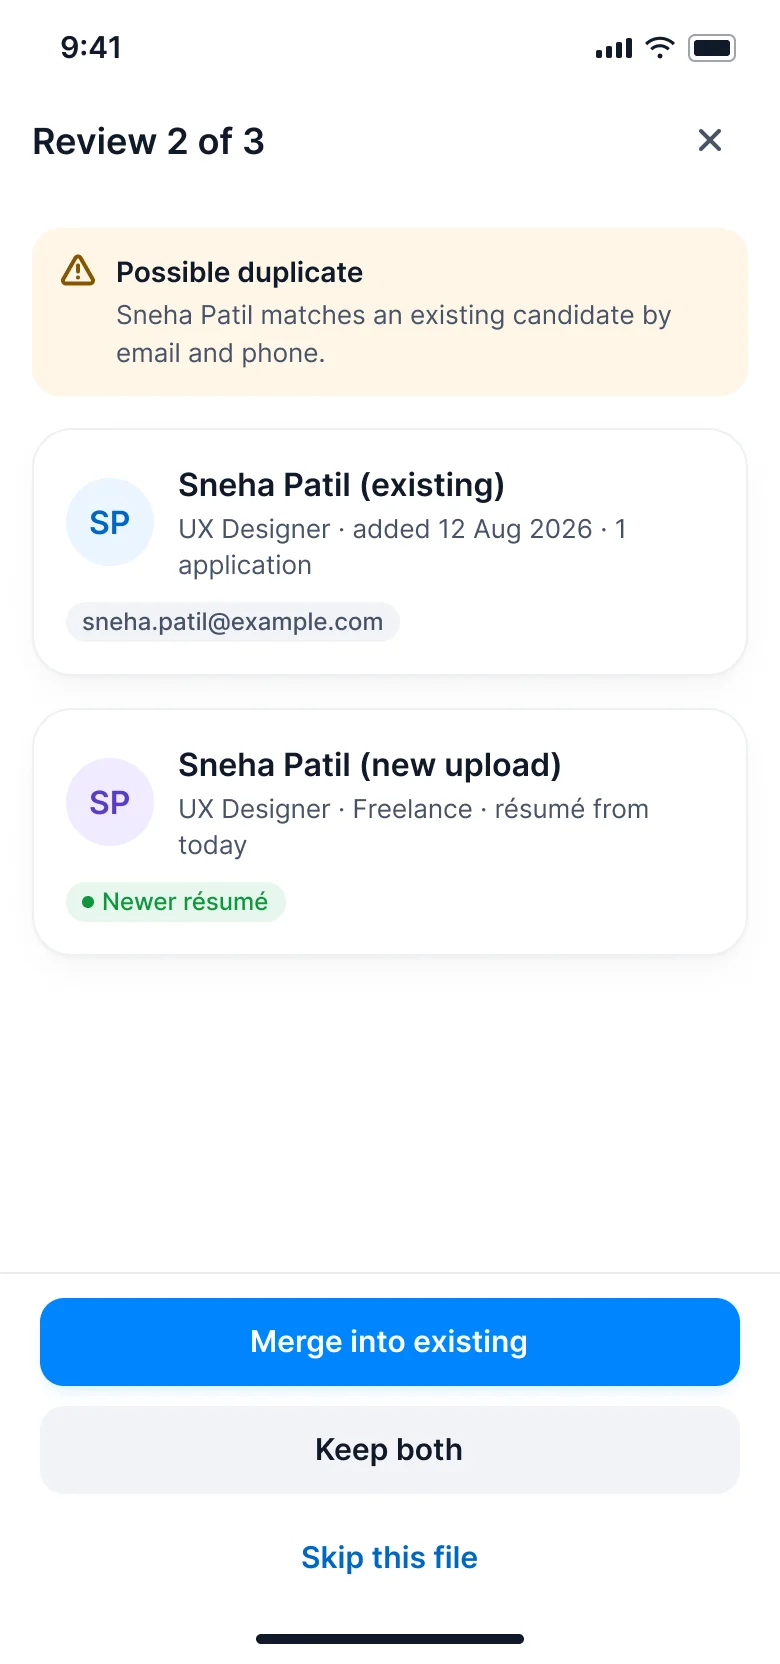 9:41
Review 2 of 3
Possible duplicate
Sneha Patil matches an existing candidate by
email and phone.
SP
Sneha Patil (existing)
UX Designer · added 12 Aug 2026 · 1
application
sneha.patil@example.com
SP
Sneha Patil (new upload)
UX Designer · Freelance · résumé from
today
Newer résumé
Merge into existing
Keep both
Skip this file